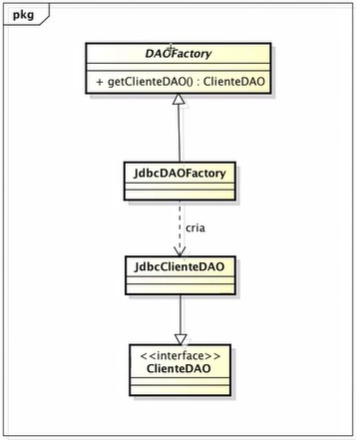 pkg
DAOFactory
+ getClienteDAO() : ClienteDAO
JdbcDAOFactory
cria
JdbcClienteDAO
<<interface>>
ClienteDAO